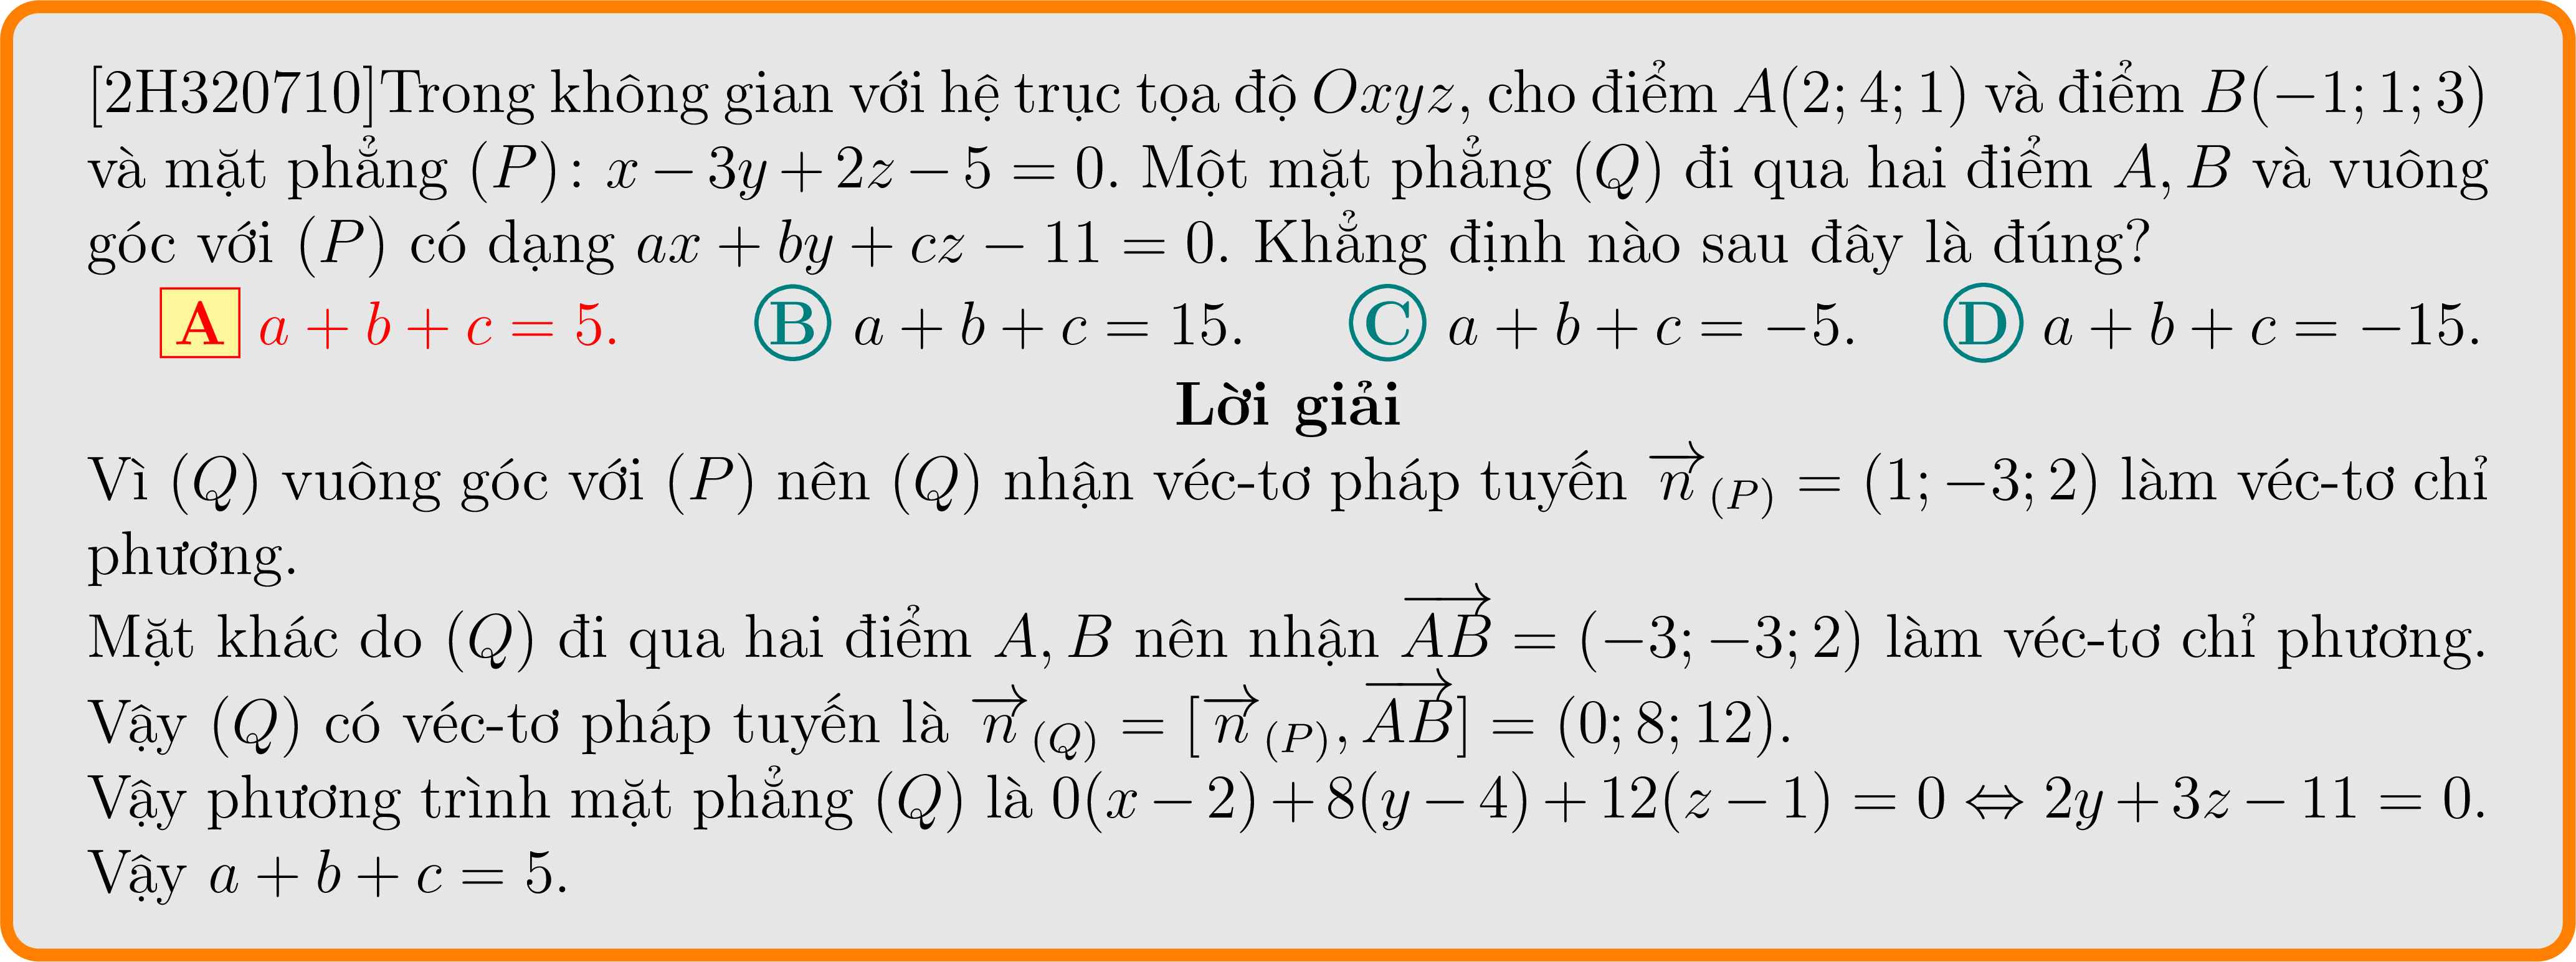 [2H320710]Trong không gian với hệ trục tọa độ Oxyz, cho điểm A(2; 4; 1) và điểm B(−1; 1; 3)
và mặt phẳng (P): x − 3y + 2z − 5 = 0. Một mặt phẳng (Q) đi qua hai điểm A, B và vuông
góc với (P) có dạng ax + by + cz − 11 = 0. Khẳng định nào sau đây là đúng?
A a + b + c = 5. B a + b + c = 15. C a + b + c = −5. D a + b + c = −15.
Lời giải
Vì (Q) vuông góc với (P) nên (Q) nhận véc-tơ pháp tuyến $\overrightarrow{n}_{(P)}$ = (1; −3; 2) làm véc-tơ chỉ
phương.
Mặt khác do (Q) đi qua hai điểm A, B nên nhận $\overrightarrow{AB}$ = (−3; −3; 2) làm véc-tơ chỉ phương.
Vậy (Q) có véc-tơ pháp tuyến là $\overrightarrow{n}_{(Q)}$ = [$\overrightarrow{n}_{(P)}$, $\overrightarrow{AB}$] = (0; 8; 12).
Vậy phương trình mặt phẳng (Q) là 0(x − 2) + 8(y − 4) + 12(z − 1) = 0 ⇔ 2y + 3z − 11 = 0.
Vậy a + b + c = 5.